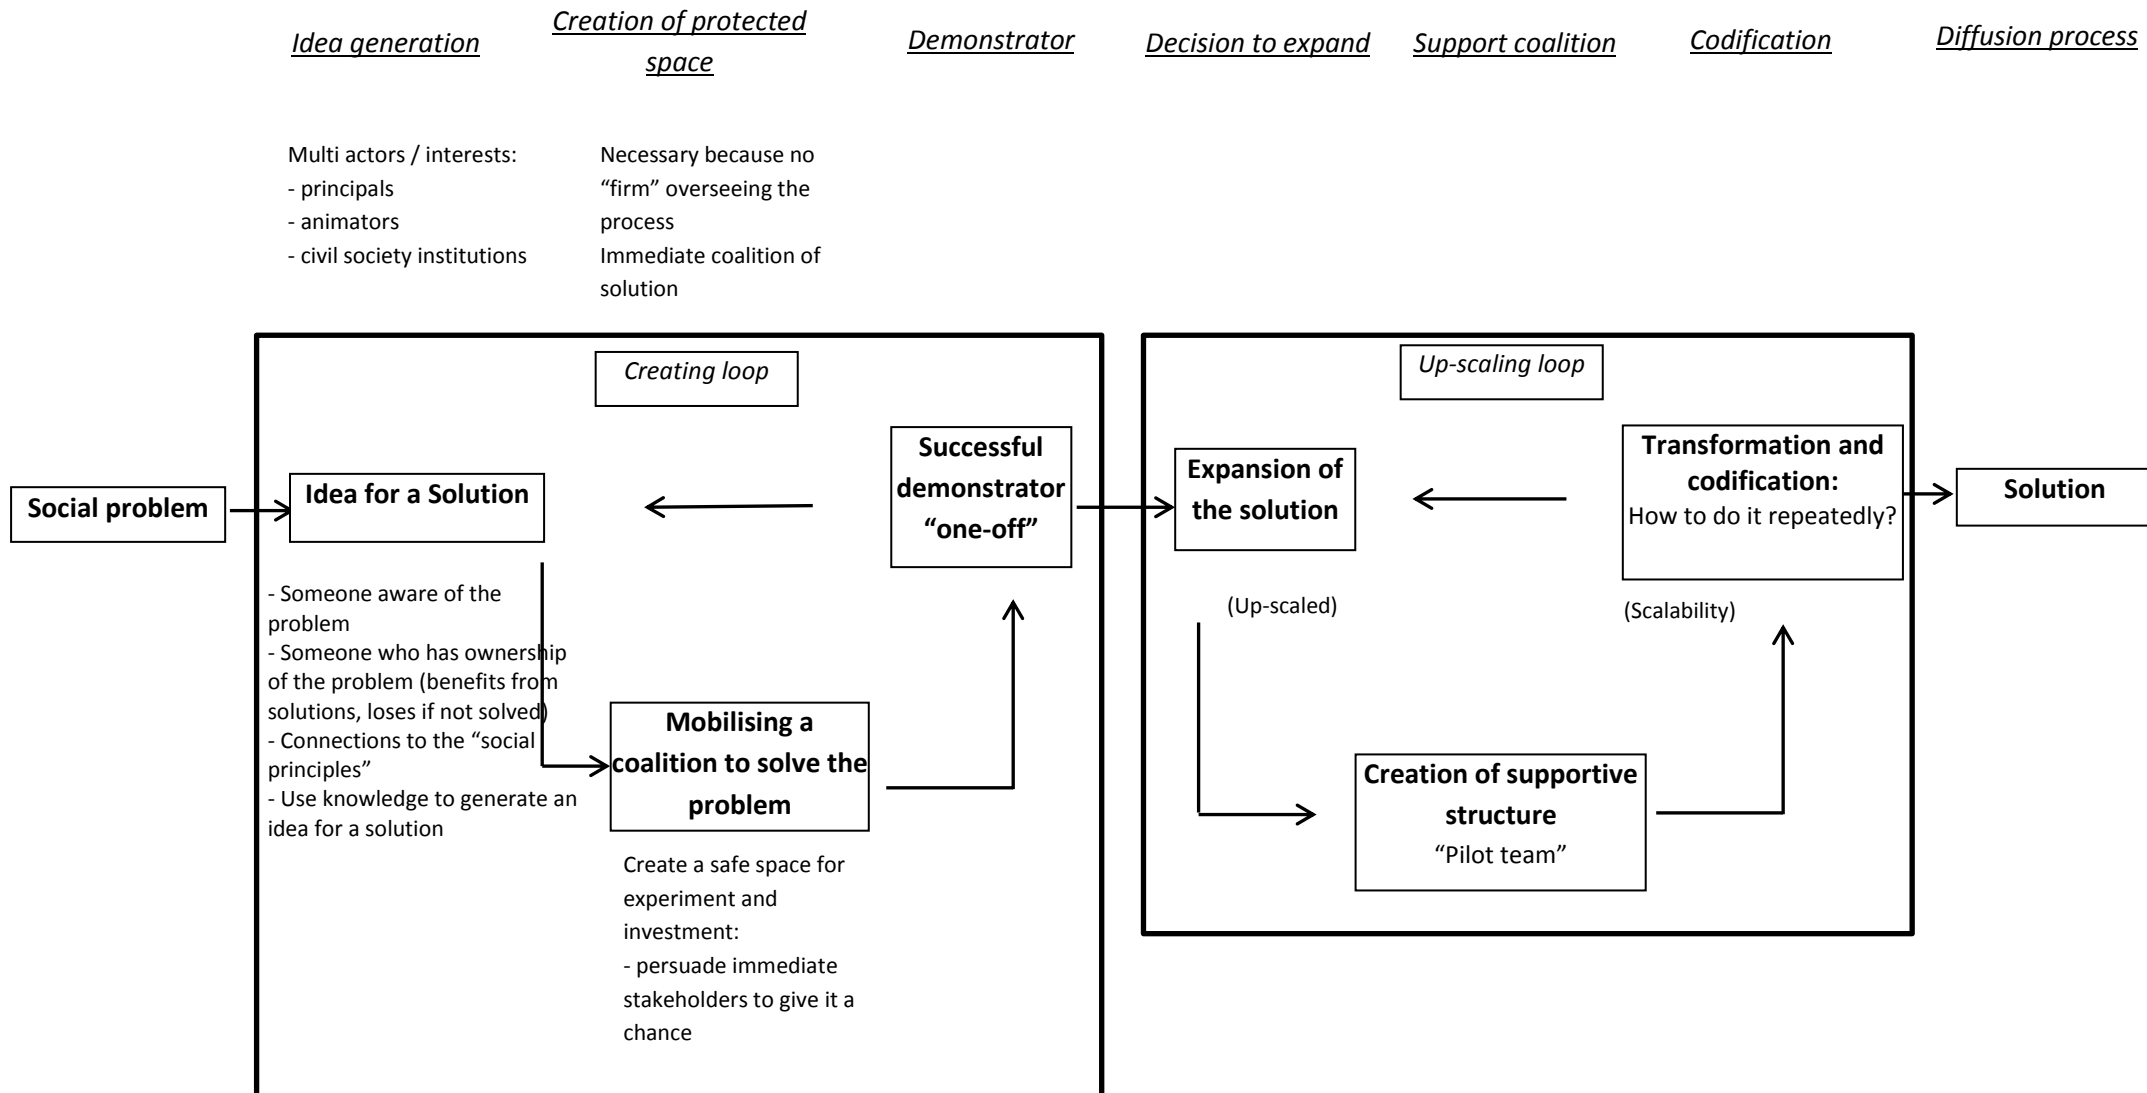 Idea generation
Creation of protected
space
Demonstrator
Decision to expand
Support coalition
Codification
Diffusion process
Multi actors / interests:
- principals
- animators
- civil society institutions
Necessary because no
“firm” overseeing the
process
Immediate coalition of
solution
Creating loop
Up-scaling loop
Social problem
Idea for a Solution
Successful
demonstrator
“one-off”
Expansion of
the solution
Transformation and
codification:
How to do it repeatedly?
Solution
- Someone aware of the
problem
- Someone who has ownership
of the problem (benefits from
solutions, loses if not solved)
- Connections to the “social
principles”
- Use knowledge to generate an
idea for a solution
(Up-scaled)
(Scalability)
Mobilising a
coalition to solve the
problem
Creation of supportive
structure
“Pilot team”
Create a safe space for
experiment and
investment:
- persuade immediate
stakeholders to give it a
chance